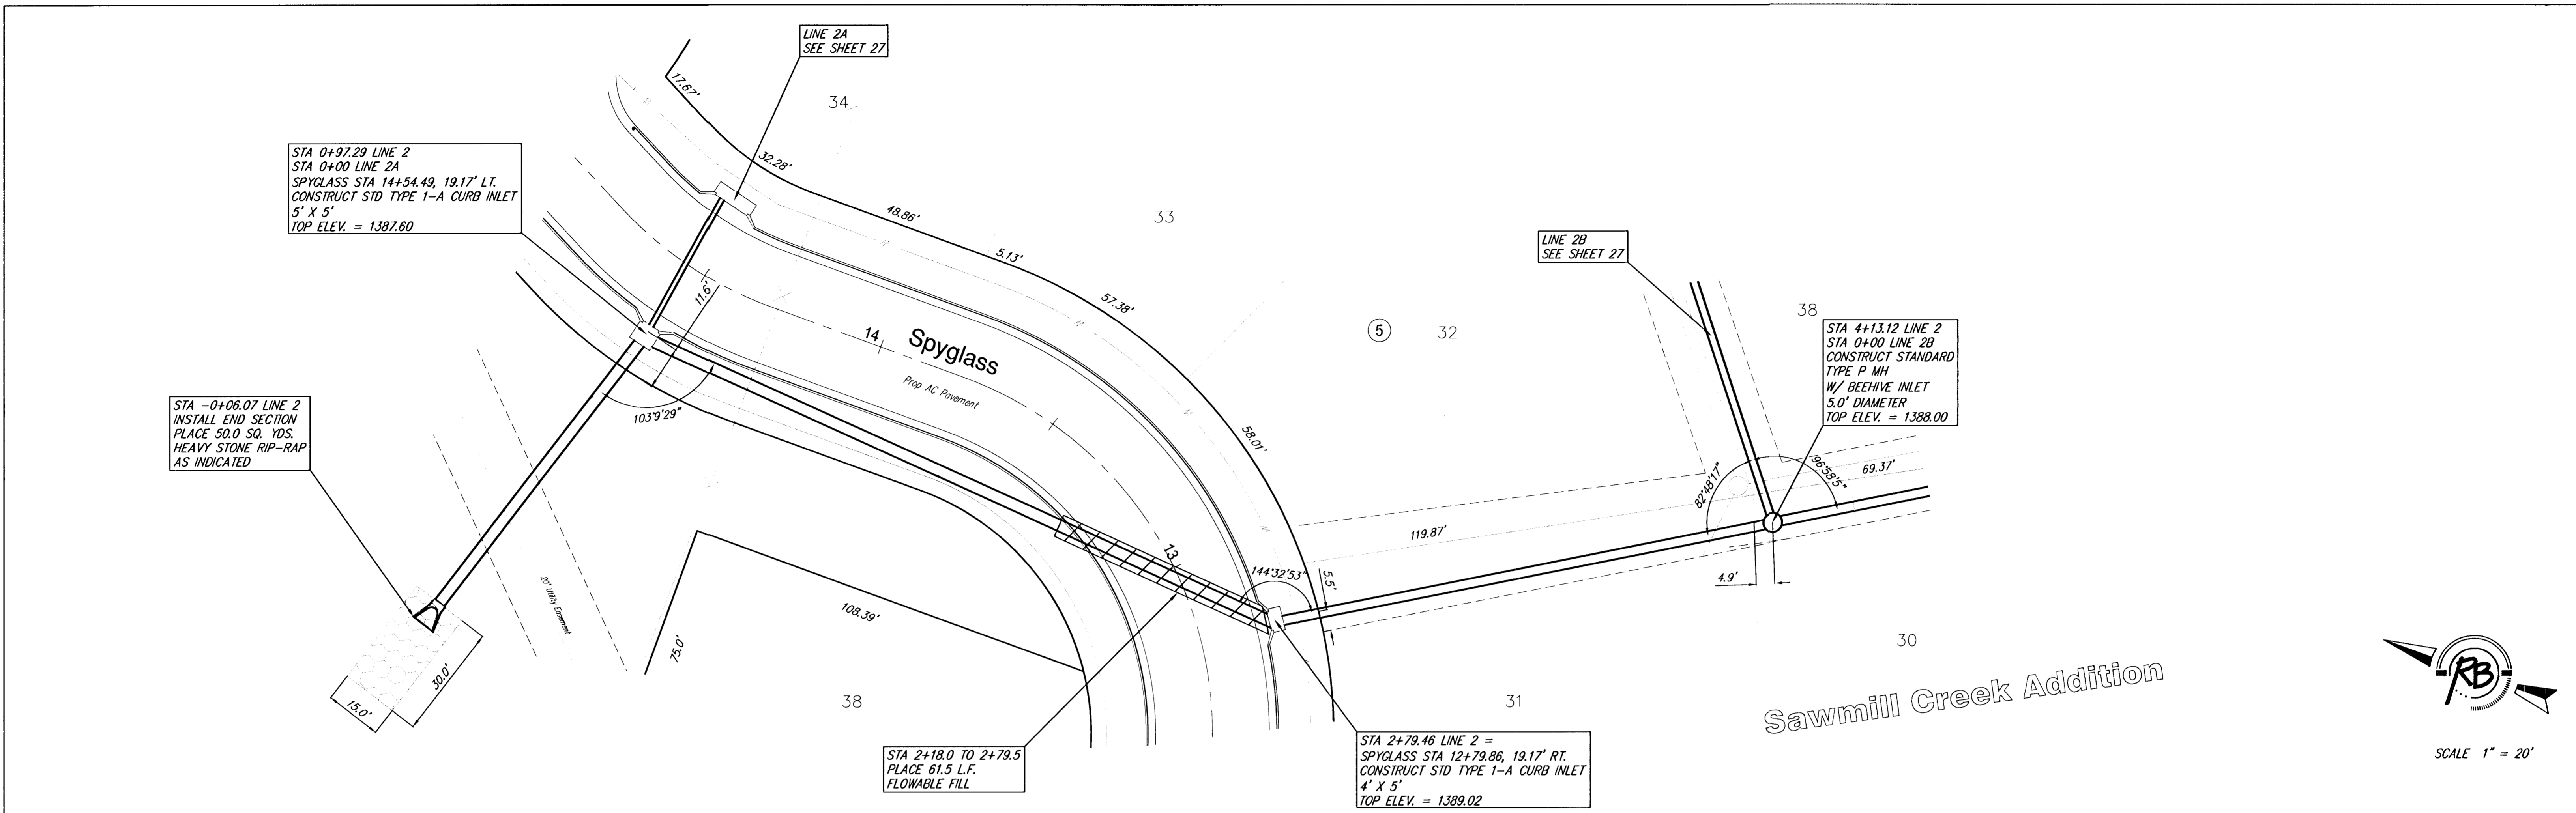 LINE 2A
SEE SHEET 27
17.67'
34
STA 0+97.29 LINE 2
STA 0+00 LINE 2A
SPYGLASS STA 14+54.49, 19.17' LT.
CONSTRUCT STD TYPE 1-A CURB INLET
5' X 5'
TOP ELEV. = 1387.60
32.28'
48.86'
33
5.13'
57.38'
LINE 2B
SEE SHEET 27
11.6'
14
Spyglass
Prop AC Pavement
5
32
38
STA 4+13.12 LINE 2
STA 0+00 LINE 2B
CONSTRUCT STANDARD
TYPE P MH
W/ BEEHIVE INLET
5.0' DIAMETER
TOP ELEV. = 1388.00
STA -0+06.07 LINE 2
INSTALL END SECTION
PLACE 50.0 SQ. YDS.
HEAVY STONE RIP-RAP
AS INDICATED
103°9'29"
58.01'
82°48'17"
96°58'5"
69.37'
119.87'
13
144°32'53"
5.5'
4.9'
20' Utility Easement
108.39'
75.0'
30.0'
15.0'
38
31
30
Sawmill Creek Addition
RB
SCALE 1" = 20'
STA 2+18.0 TO 2+79.5
PLACE 61.5 L.F.
FLOWABLE FILL
STA 2+79.46 LINE 2 =
SPYGLASS STA 12+79.86, 19.17' RT.
CONSTRUCT STD TYPE 1-A CURB INLET
4' X 5'
TOP ELEV. = 1389.02